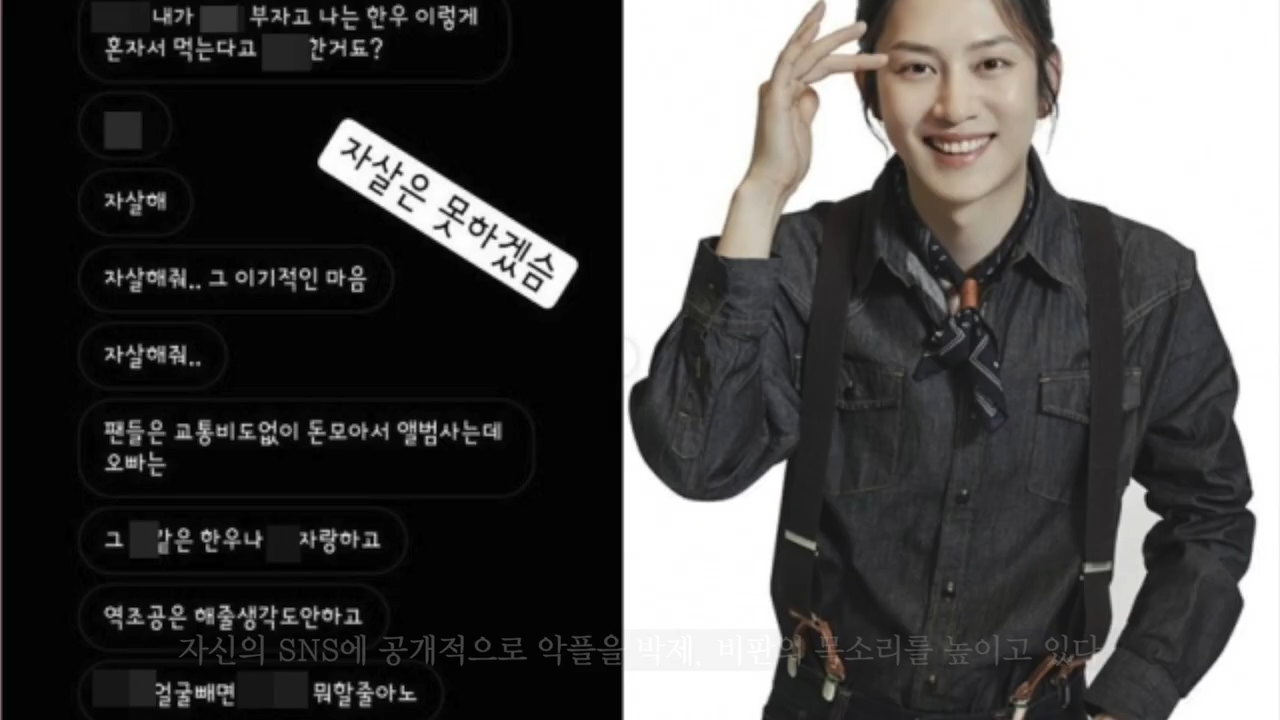 내가 부자고 나는 한우 이렇게
혼자서 먹는다고 한거죠?
자살해
자살은 못하겠슴
자살해줘.. 그 이기적인 마음
자살해줘..
팬들은 교통비도없이 돈모아서 앨범사는데
오빠는
그 같은 한우나 자랑하고
역조공은 해줄생각도안하고
자신의 SNS에 공개적으로 악플을 박제, 비판의 목소리를 높이고 있다
얼굴빼면 뭐할줄아노